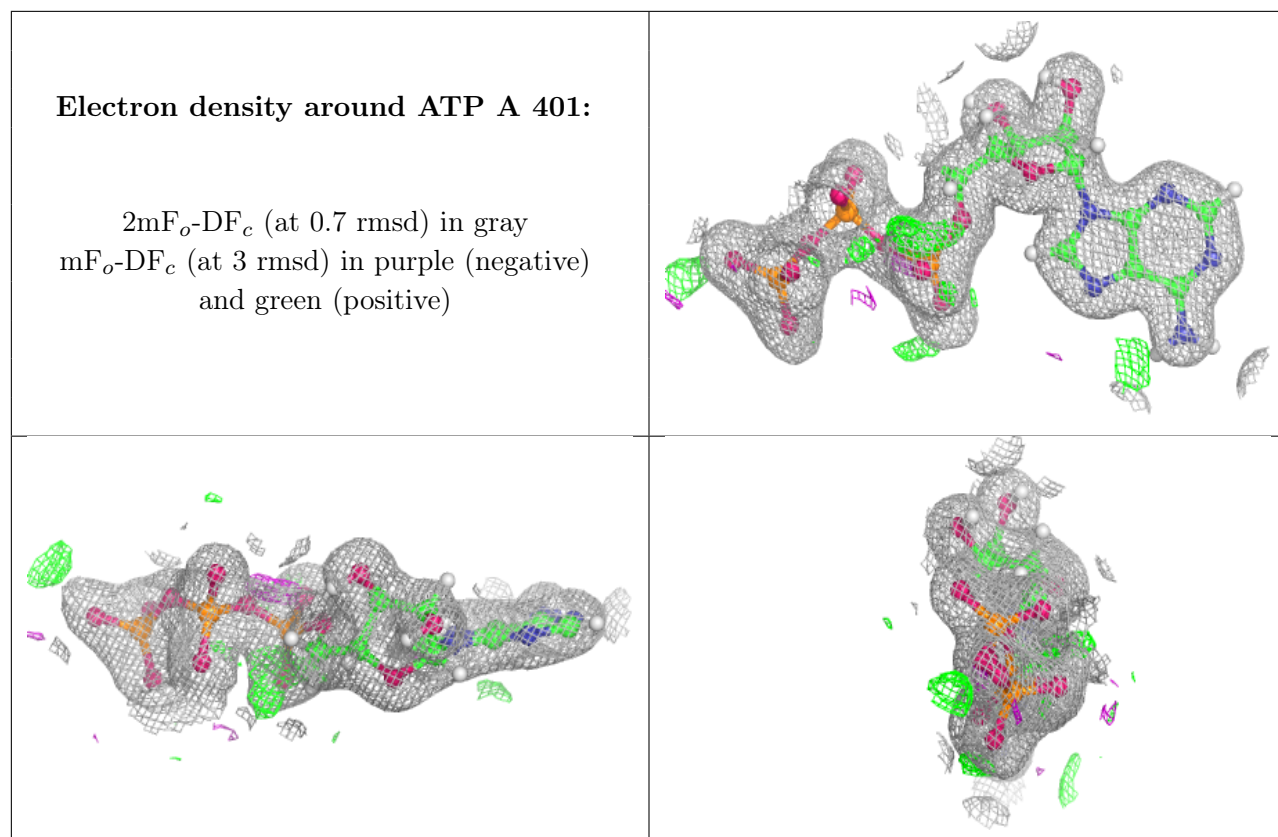 Electron density around ATP A 401:
2mFₒ-DF𝒸 (at 0.7 rmsd) in gray
mFₒ-DF𝒸 (at 3 rmsd) in purple (negative)
and green (positive)